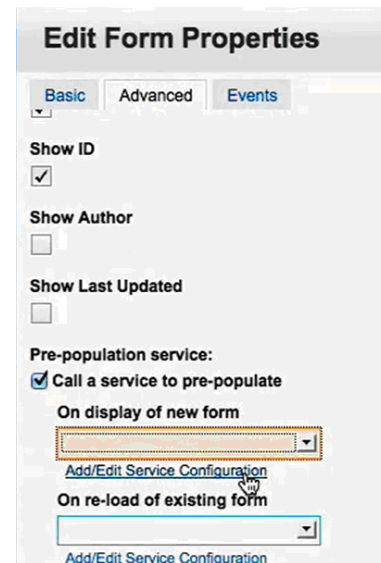 Edit Form Properties
Basic Advanced Events
Show ID
Show Author
Show Last Updated
Pre-population service:
Call a service to pre-populate
On display of new form
Add/Edit Service Configuration
On re-load of existing form
Add/Edit Service Configuration